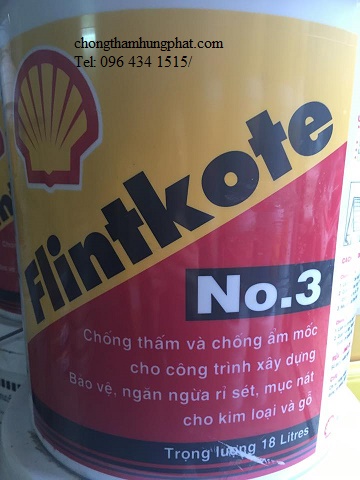 chongthamhungphat.com
Tel: 096 434 1515/
Flintkote
No.3
Chống thấm và chống ẩm mốc
cho công trình xây dựng
Bảo vệ, ngăn ngừa rỉ sét, mục nát
cho kim loại và gỗ
Trọng lượng 18 Litres